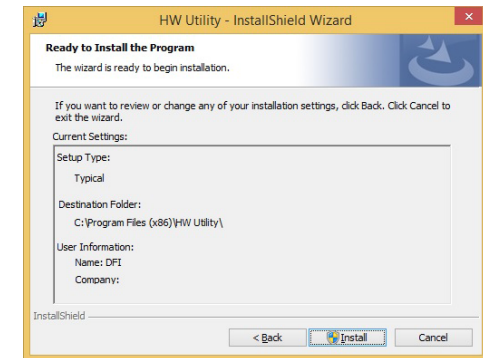 HW Utility - InstallShield Wizard
Ready to Install the Program
The wizard is ready to begin installation.
If you want to review or change any of your installation settings, click Back. Click Cancel to
exit the wizard.
Current Settings:
Setup Type:
Typical
Destination Folder:
C:\Program Files (x86)\HW Utility\
User Information:
Name: DFI
Company:
InstallShield
< Back Install Cancel